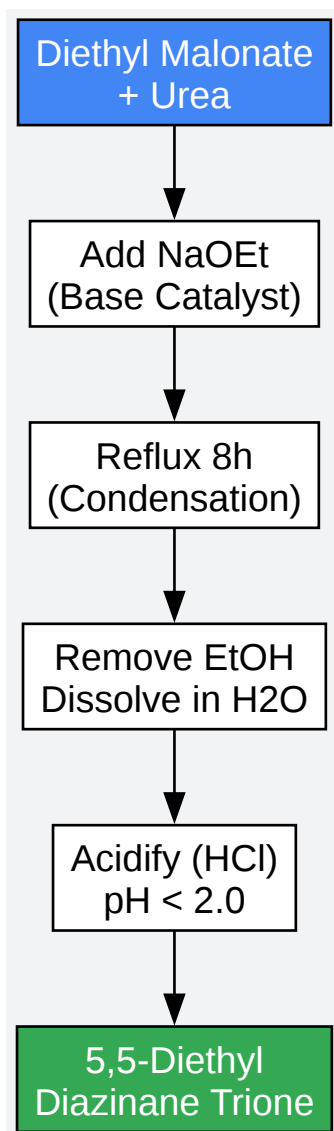 Diethyl Malonate
+ Urea
Add NaOEt
(Base Catalyst)
Reflux 8h
(Condensation)
Remove EtOH
Dissolve in H2O
Acidify (HCl)
pH < 2.0
5,5-Diethyl
Diazinane Trione